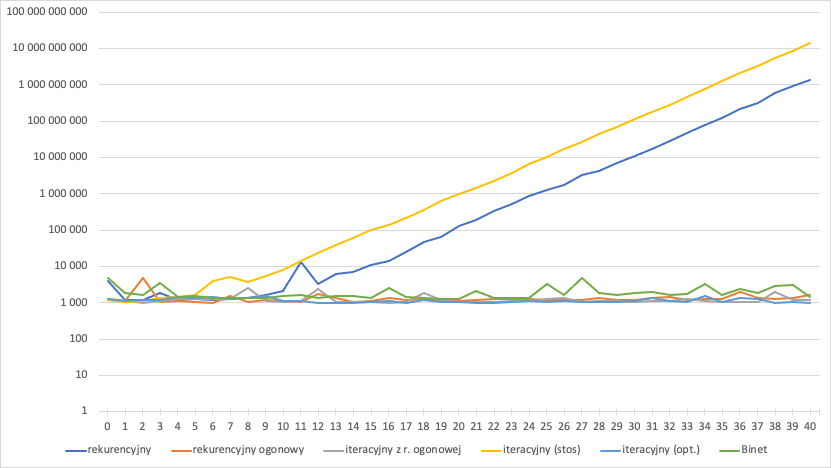 100 000 000 000
10 000 000 000
1 000 000 000
100 000 000
10 000 000
1 000 000
100 000
10 000
1 000
100
10
1
0 1 2 3 4 5 6 7 8 9 10 11 12 13 14 15 16 17 18 19 20 21 22 23 24 25 26 27 28 29 30 31 32 33 34 35 36 37 38 39 40
rekurencyjny rekurencyjny ogonowy iteracyjny z r. ogonowej iteracyjny (stos) iteracyjny (opt.) Binet